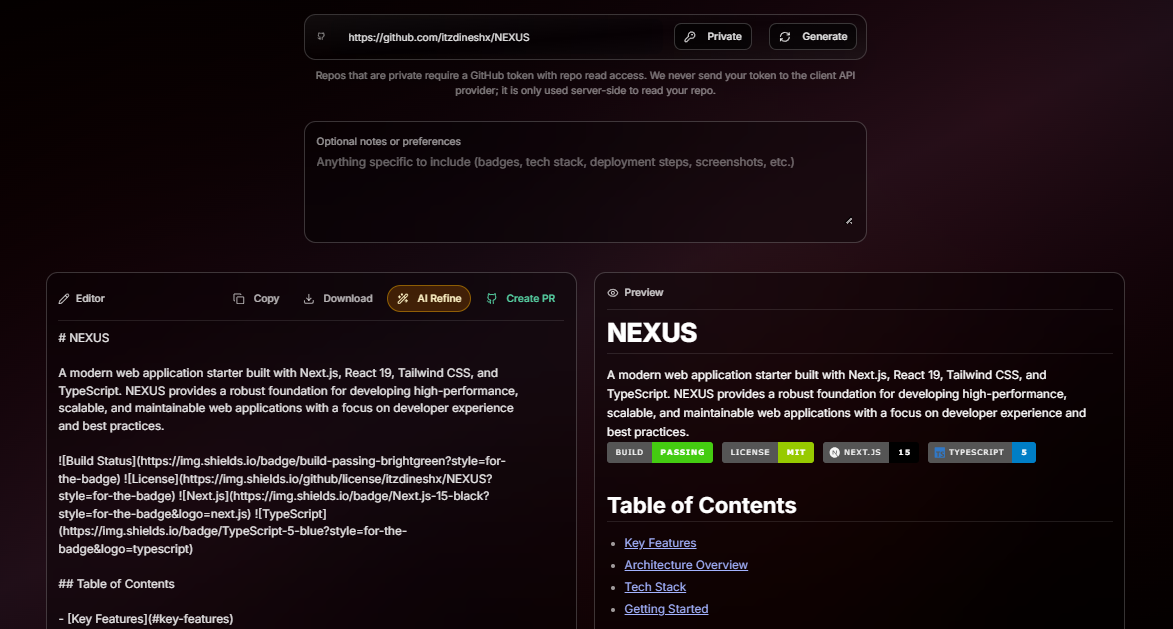 https://github.com/itzdineshx/NEXUS
Private
Generate
Repos that are private require a GitHub token with repo read access. We never send your token to the client API
provider; it is only used server-side to read your repo.
Optional notes or preferences
Anything specific to include (badges, tech stack, deployment steps, screenshots, etc.)
Editor
Copy
Download
AI Refine
Create PR
# NEXUS
A modern web application starter built with Next.js, React 19, Tailwind CSS, and
TypeScript. NEXUS provides a robust foundation for developing high-performance,
scalable, and maintainable web applications with a focus on developer experience
and best practices.
![Build Status](https://img.shields.io/badge/build-passing-brightgreen?style=for-
the-badge) ![License](https://img.shields.io/github/license/itzdineshx/NEXUS?
style=for-the-badge) ![Next.js](https://img.shields.io/badge/Next.js-15-black?
style=for-the-badge&logo=next.js) ![TypeScript]
(https://img.shields.io/badge/TypeScript-5-blue?style=for-the-
badge&logo=typescript)
## Table of Contents
- [Key Features](#key-features)
Preview
NEXUS
A modern web application starter built with Next.js, React 19, Tailwind CSS, and
TypeScript. NEXUS provides a robust foundation for developing high-performance,
scalable, and maintainable web applications with a focus on developer experience and
best practices.
BUILD PASSING
LICENSE MIT
NEXT.JS 15
TYPESCRIPT 5
Table of Contents
Key Features
Architecture Overview
Tech Stack
Getting Started